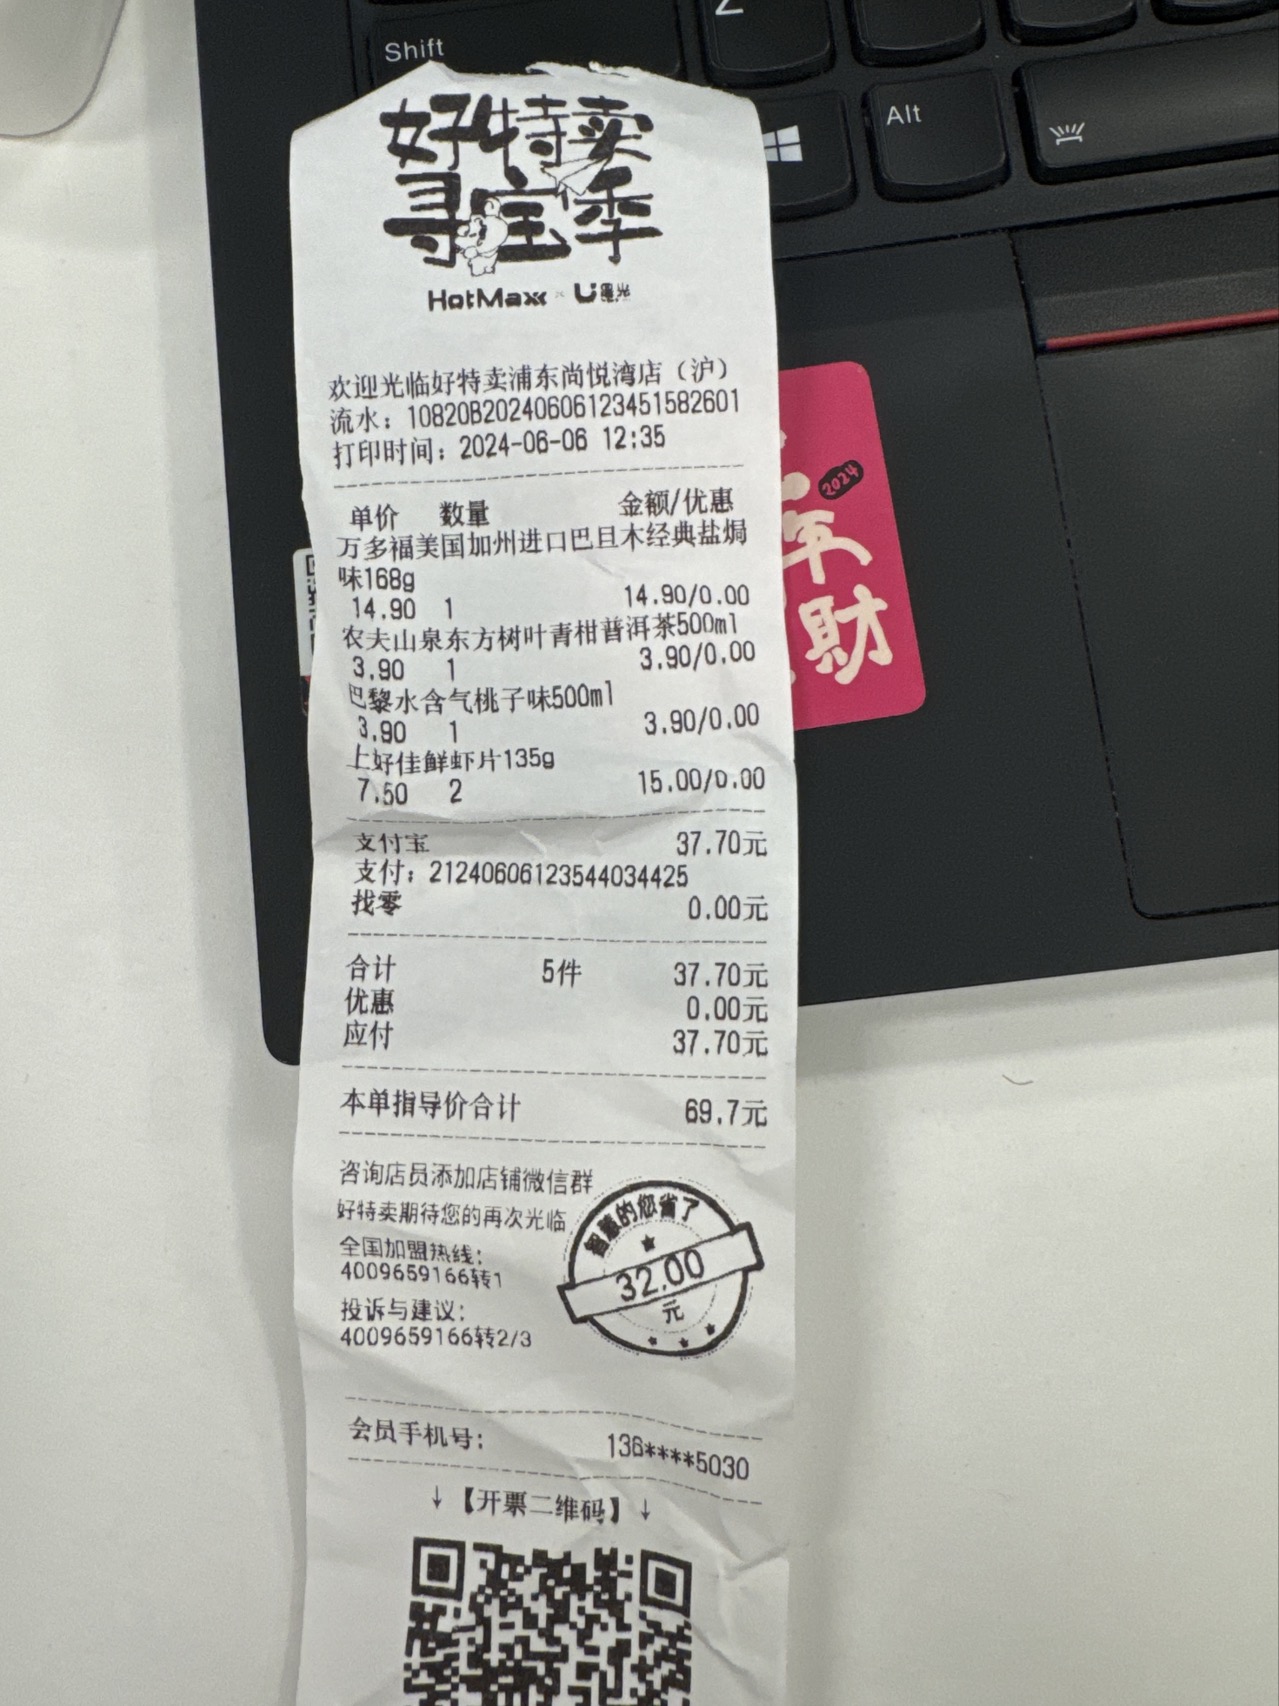 Shift
Z
Alt
好特卖
寻宝季
HotMaxx × U
欢迎光临好特卖浦东尚悦湾店（沪）
流水：10820B20240606123451582601
打印时间：2024-06-06 12:35
单价 数量 金额/优惠
万多福美国加州进口巴旦木经典盐焗
味168g
14.90 1 14.90/0.00
农夫山泉东方树叶青柑普洱茶500ml
3.90 1 3.90/0.00
巴黎水含气桃子味500ml
3.90 1 3.90/0.00
上好佳鲜虾片135g
7.50 2 15.00/0.00
支付宝 37.70元
支付：21240606123544034425
找零 0.00元
合计 5件 37.70元
优惠 0.00元
应付 37.70元
本单指导价合计 69.7元
咨询店员添加店铺微信群
好特卖期待您的再次光临
全国加盟热线：
4009659166转1
投诉与建议：
4009659166转2/3
智慧的您省了
32.00
元
会员手机号： 136****5030
↓【开票二维码】↓
2024
年
财